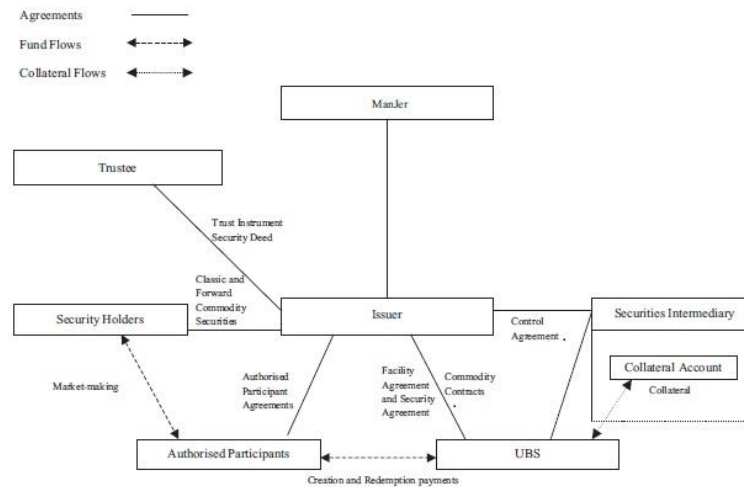 Agreements
Fund Flows
Collateral Flows
ManJer
Trustee
Trust Instrument
Security Deed
Classic and
Forward
Commodity
Securities
Security Holders
Issuer
Securities Intermediary
Control
Agreement
Collateral Account
Collateral
Market-making
Authorised
Participant
Agreements
Facility
Agreement
and Security
Agreement
Commodity
Contracts
Authorised Participants
UBS
Creation and Redemption payments